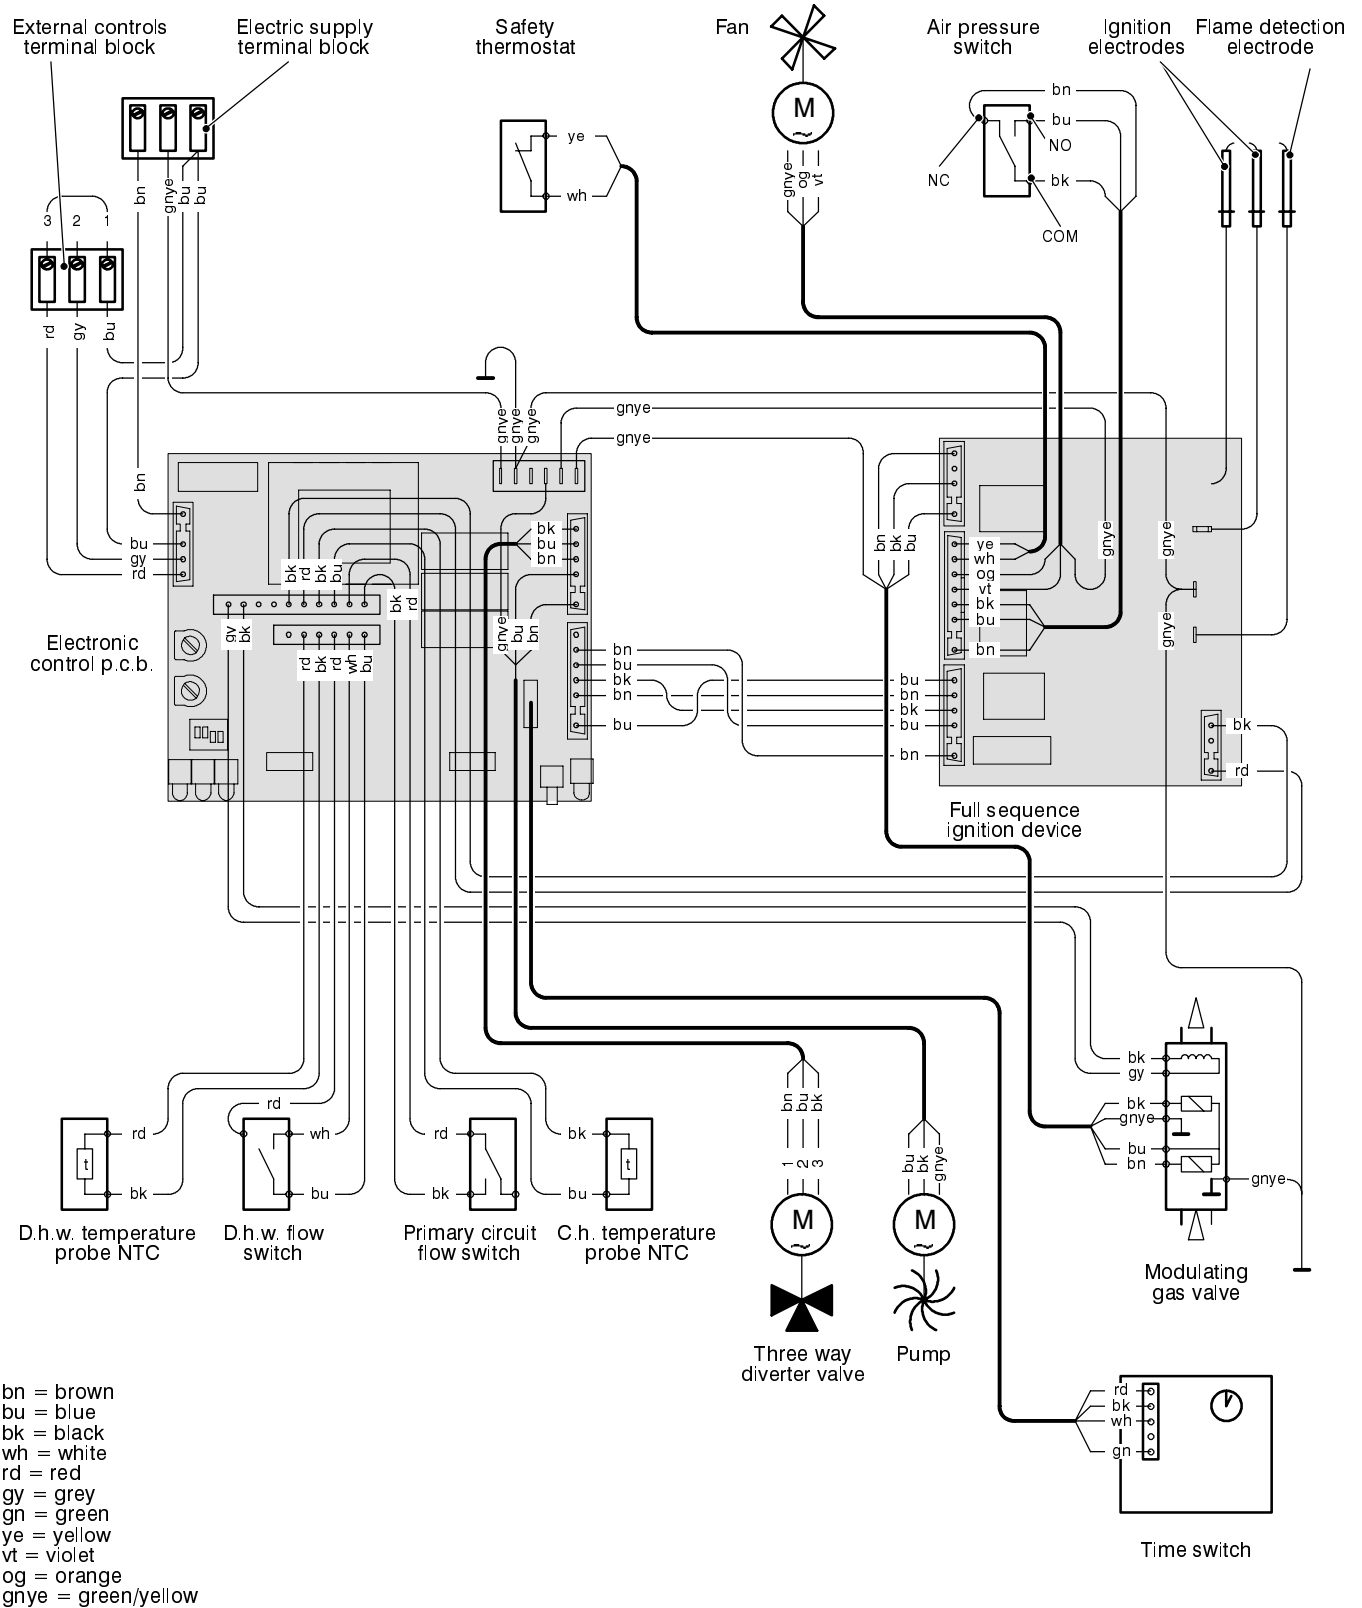 External controls
terminal block
Electric supply
terminal block
Safety
thermostat
Fan
Air pressure
switch
Ignition
electrodes
Flame detection
electrode
M
bn
bu
NO
bk
NC
COM
ye
wh
gnye
og
vt
bn
gnye
bu
bu
3
2
1
rd
gy
bu
gnye
gnye
gnye
gnye
gnye
bn
bu
gy
rd
bk
rd
bk
bu
bk
rd
gy
bk
rd
bk
rd
wh
bu
bk
bu
bn
gnye
bu
bn
bn
bu
bk
bn
bu
bn
bk
bu
ye
wh
og
vt
bk
bu
bn
gnye
gnye
gnye
bu
bn
bk
bu
bn
bk
rd
Electronic
control p.c.b.
Full sequence
ignition device
bk
gy
bk
gnye
bu
bn
gnye
rd
rd
bk
t
wh
bu
rd
bk
bk
bu
t
bn
bu
bk
1
2
3
bu
bk
gnye
M
M
D.h.w. temperature
probe NTC
D.h.w. flow
switch
Primary circuit
flow switch
C.h. temperature
probe NTC
Modulating
gas valve
Three way
diverter valve
Pump
rd
bk
wh
gn
Time switch
bn = brown
bu = blue
bk = black
wh = white
rd = red
gy = grey
gn = green
ye = yellow
vt = violet
og = orange
gnye = green/yellow